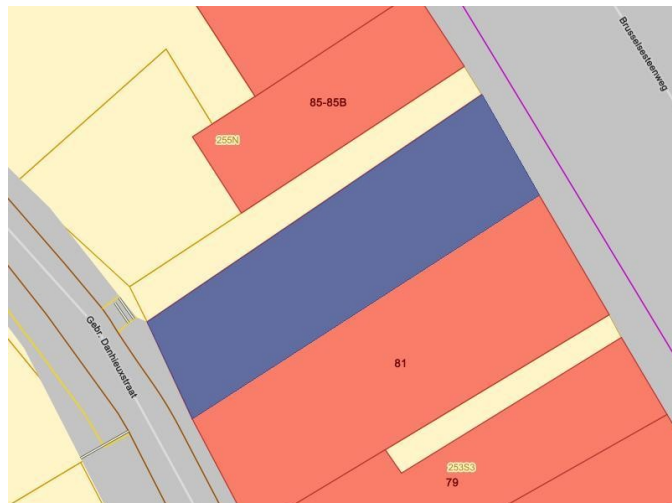 Brusselsesteenweg
85-85B
255N
Gebr. Danhieuxstraat
81
253S3
79